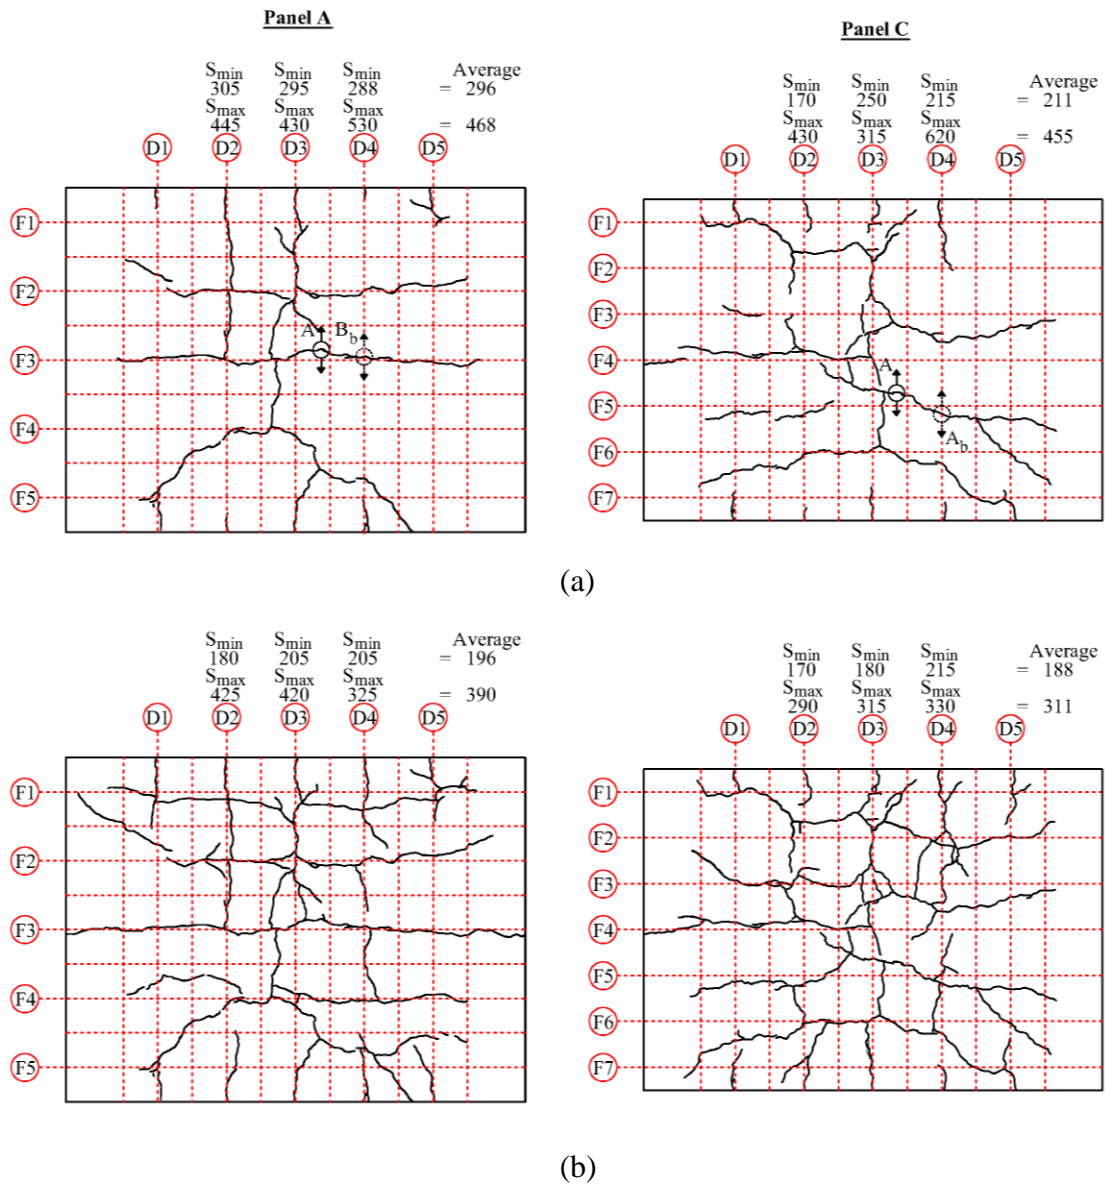 Panel A
Smin Smin Smin Average
305 295 288 = 296
Smax Smax Smax
445 430 530 = 468
D1 D2 D3 D4 D5
F1
F2
A Bb
F3
F4
F5
Panel C
Smin Smin Smin Average
170 250 215 = 211
Smax Smax Smax
430 315 620 = 455
D1 D2 D3 D4 D5
F1
F2
F3
F4
A
F5
Ab
F6
F7
(a)
Smin Smin Smin Average
180 205 205 = 196
Smax Smax Smax
425 420 325 = 390
D1 D2 D3 D4 D5
F1
F2
F3
F4
F5
Smin Smin Smin Average
170 180 215 = 188
Smax Smax Smax
290 315 330 = 311
D1 D2 D3 D4 D5
F1
F2
F3
F4
F5
F6
F7
(b)